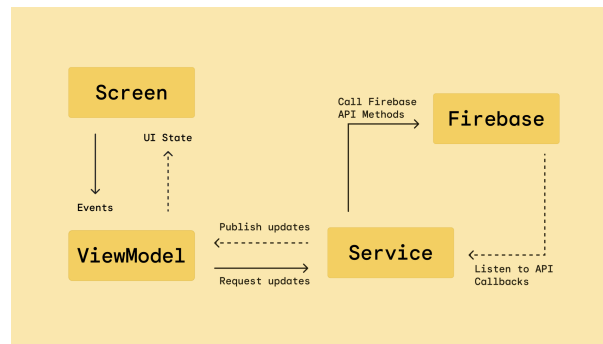 Screen
Call Firebase
API Methods
Firebase
UI State
Events
Publish updates
ViewModel
Service
Request updates
Listen to API
Callbacks